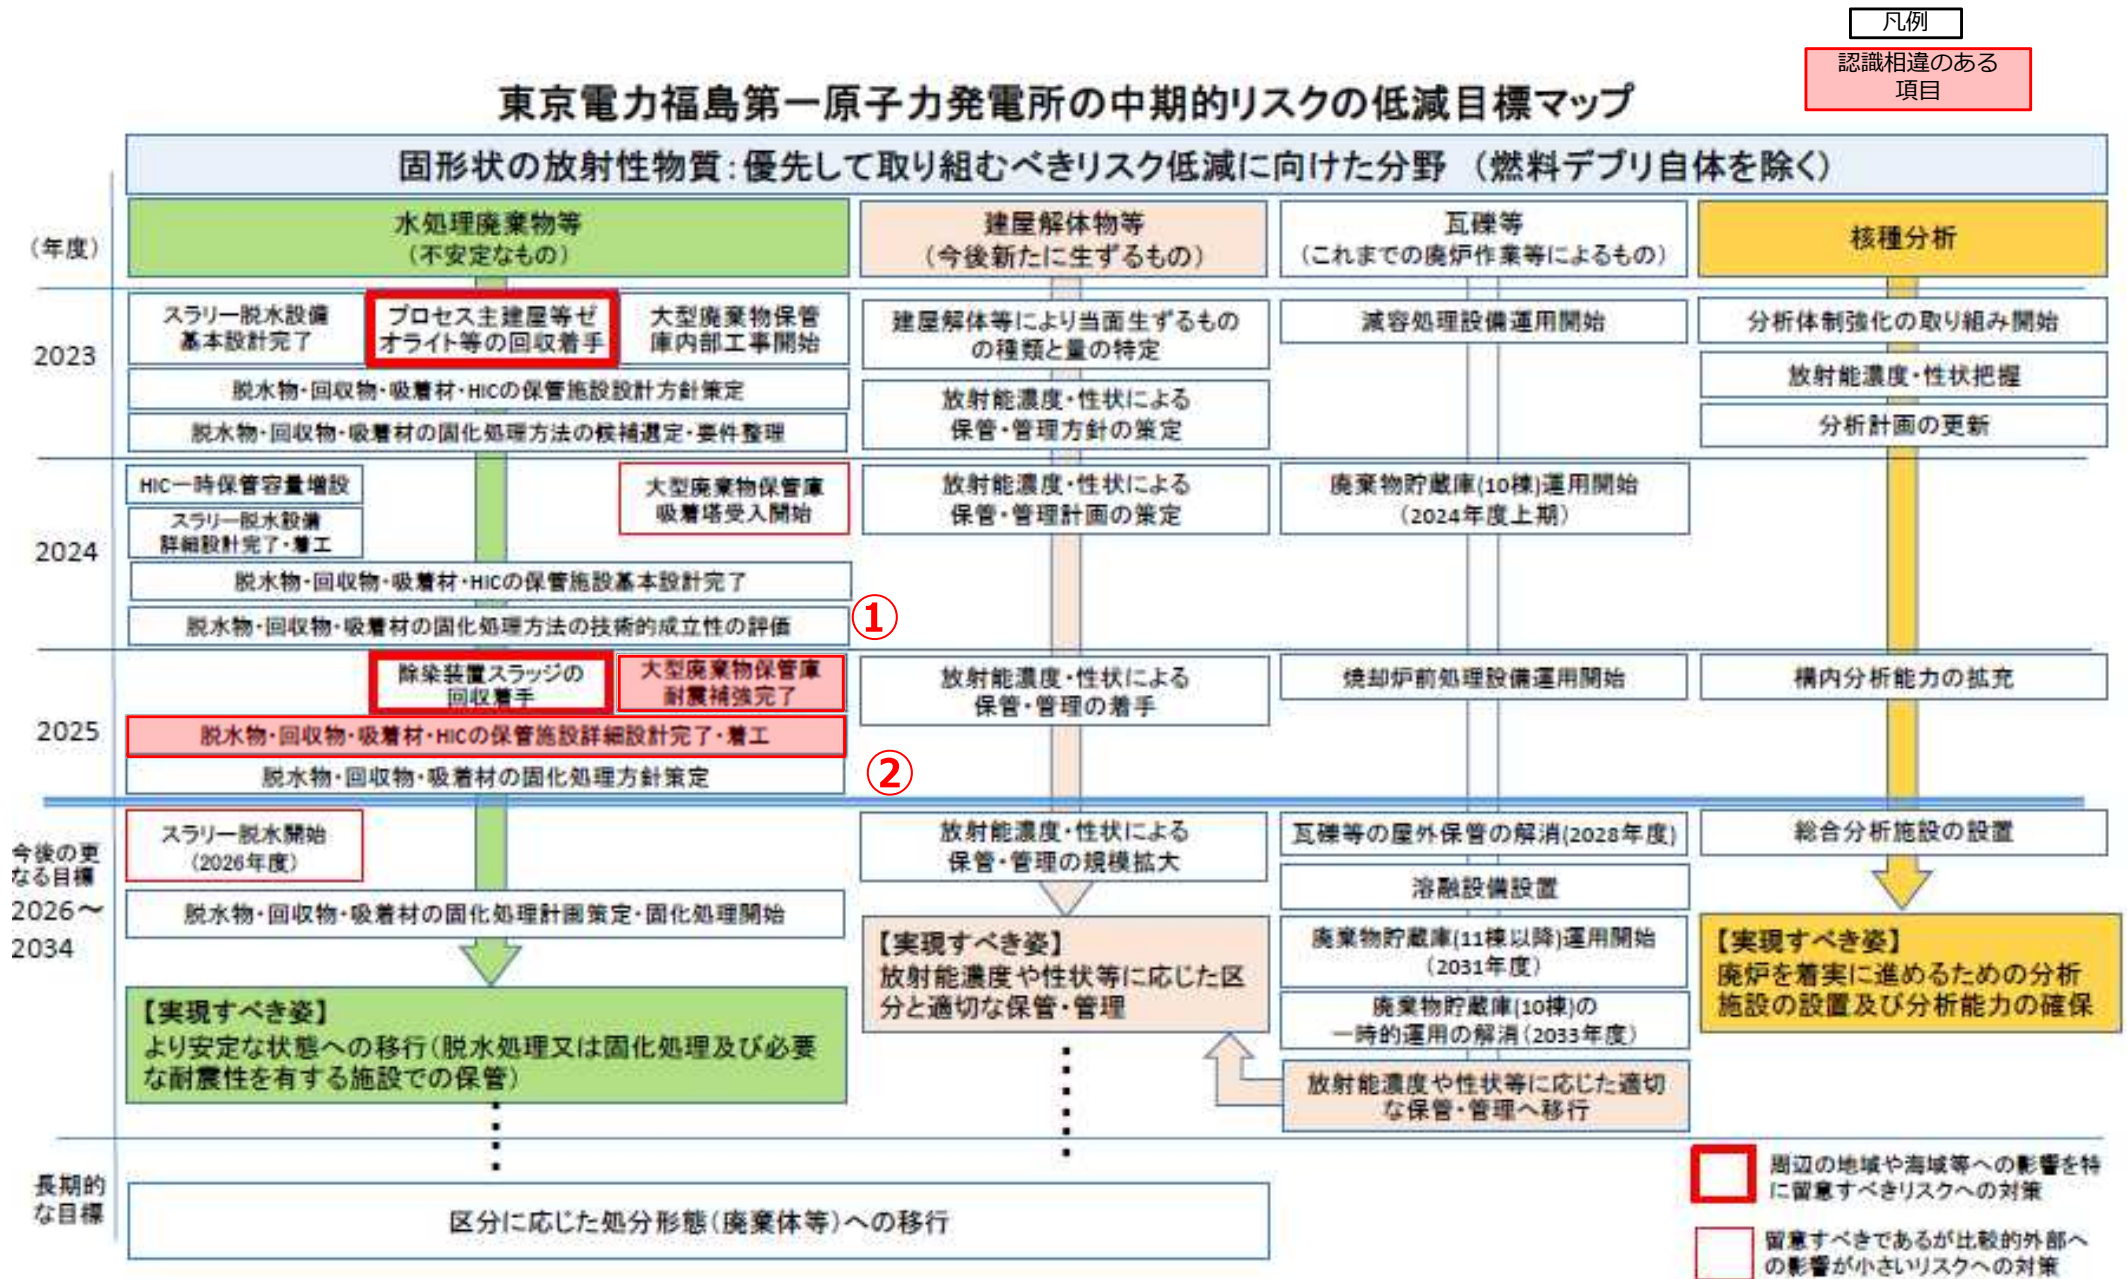 凡例
認識相違のある
項目
東京電力福島第一原子力発電所の中期的リスクの低減目標マップ
固形状の放射性物質：優先して取り組むべきリスク低減に向けた分野 （燃料デブリ自体を除く）
（年度）
水処理廃棄物等
（不安定なもの）
建屋解体物等
（今後新たに生ずるもの）
瓦礫等
（これまでの廃炉作業等によるもの）
核種分析
2023
スラリー脱水設備
基本設計完了
プロセス主建屋等ゼ
オライト等の回収着手
大型廃棄物保管
庫内部工事開始
脱水物・回収物・吸着材・HICの保管施設設計方針策定
脱水物・回収物・吸着材の固化処理方法の候補選定・要件整理
建屋解体等により当面生ずるもの
の種類と量の特定
放射能濃度・性状による
保管・管理方針の策定
減容処理設備運用開始
分析体制強化の取り組み開始
放射能濃度・性状把握
分析計画の更新
2024
HIC一時保管容量増設
スラリー脱水設備
詳細設計完了・着工
大型廃棄物保管庫
吸着塔受入開始
脱水物・回収物・吸着材・HICの保管施設基本設計完了
脱水物・回収物・吸着材の固化処理方法の技術的成立性の評価
①
放射能濃度・性状による
保管・管理計画の策定
廃棄物貯蔵庫(10棟)運用開始
（2024年度上期）
2025
除染装置スラッジの
回収着手
大型廃棄物保管庫
耐震補強完了
脱水物・回収物・吸着材・HICの保管施設詳細設計完了・着工
脱水物・回収物・吸着材の固化処理方針策定
②
放射能濃度・性状による
保管・管理の着手
焼却炉前処理設備運用開始
構内分析能力の拡充
今後の更
なる目標
2026～
2034
スラリー脱水開始
（2026年度）
脱水物・回収物・吸着材の固化処理計画策定・固化処理開始
【実現すべき姿】
より安定な状態への移行（脱水処理又は固化処理及び必要
な耐震性を有する施設での保管）
放射能濃度・性状による
保管・管理の規模拡大
【実現すべき姿】
放射能濃度や性状等に応じた区
分と適切な保管・管理
瓦礫等の屋外保管の解消(2028年度)
溶融設備設置
廃棄物貯蔵庫(11棟以降)運用開始
（2031年度）
廃棄物貯蔵庫(10棟)の
一時的運用の解消（2033年度）
放射能濃度や性状等に応じた適切
な保管・管理へ移行
総合分析施設の設置
【実現すべき姿】
廃炉を着実に進めるための分析
施設の設置及び分析能力の確保
長期的
な目標
区分に応じた処分形態（廃棄体等）への移行
周辺の地域や海域等への影響を特
に留意すべきリスクへの対策
留意すべきであるが比較的外部へ
の影響が小さいリスクへの対策